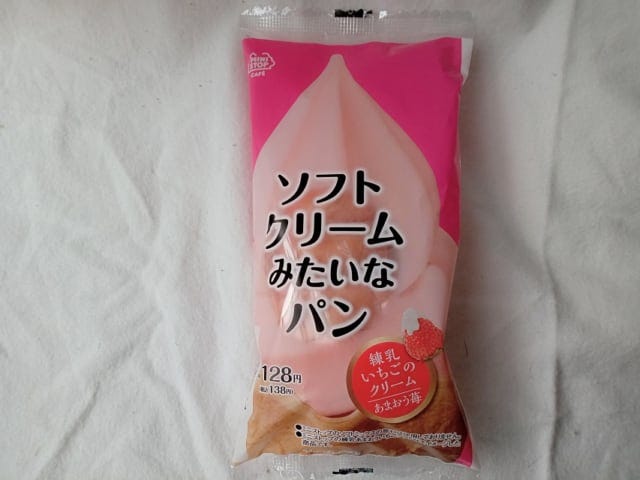 MINI
STOP
CAFE
ソフト
クリーム
みたいな
パン
練乳
いちごの
クリーム
あまおう苺
128円
税込138円